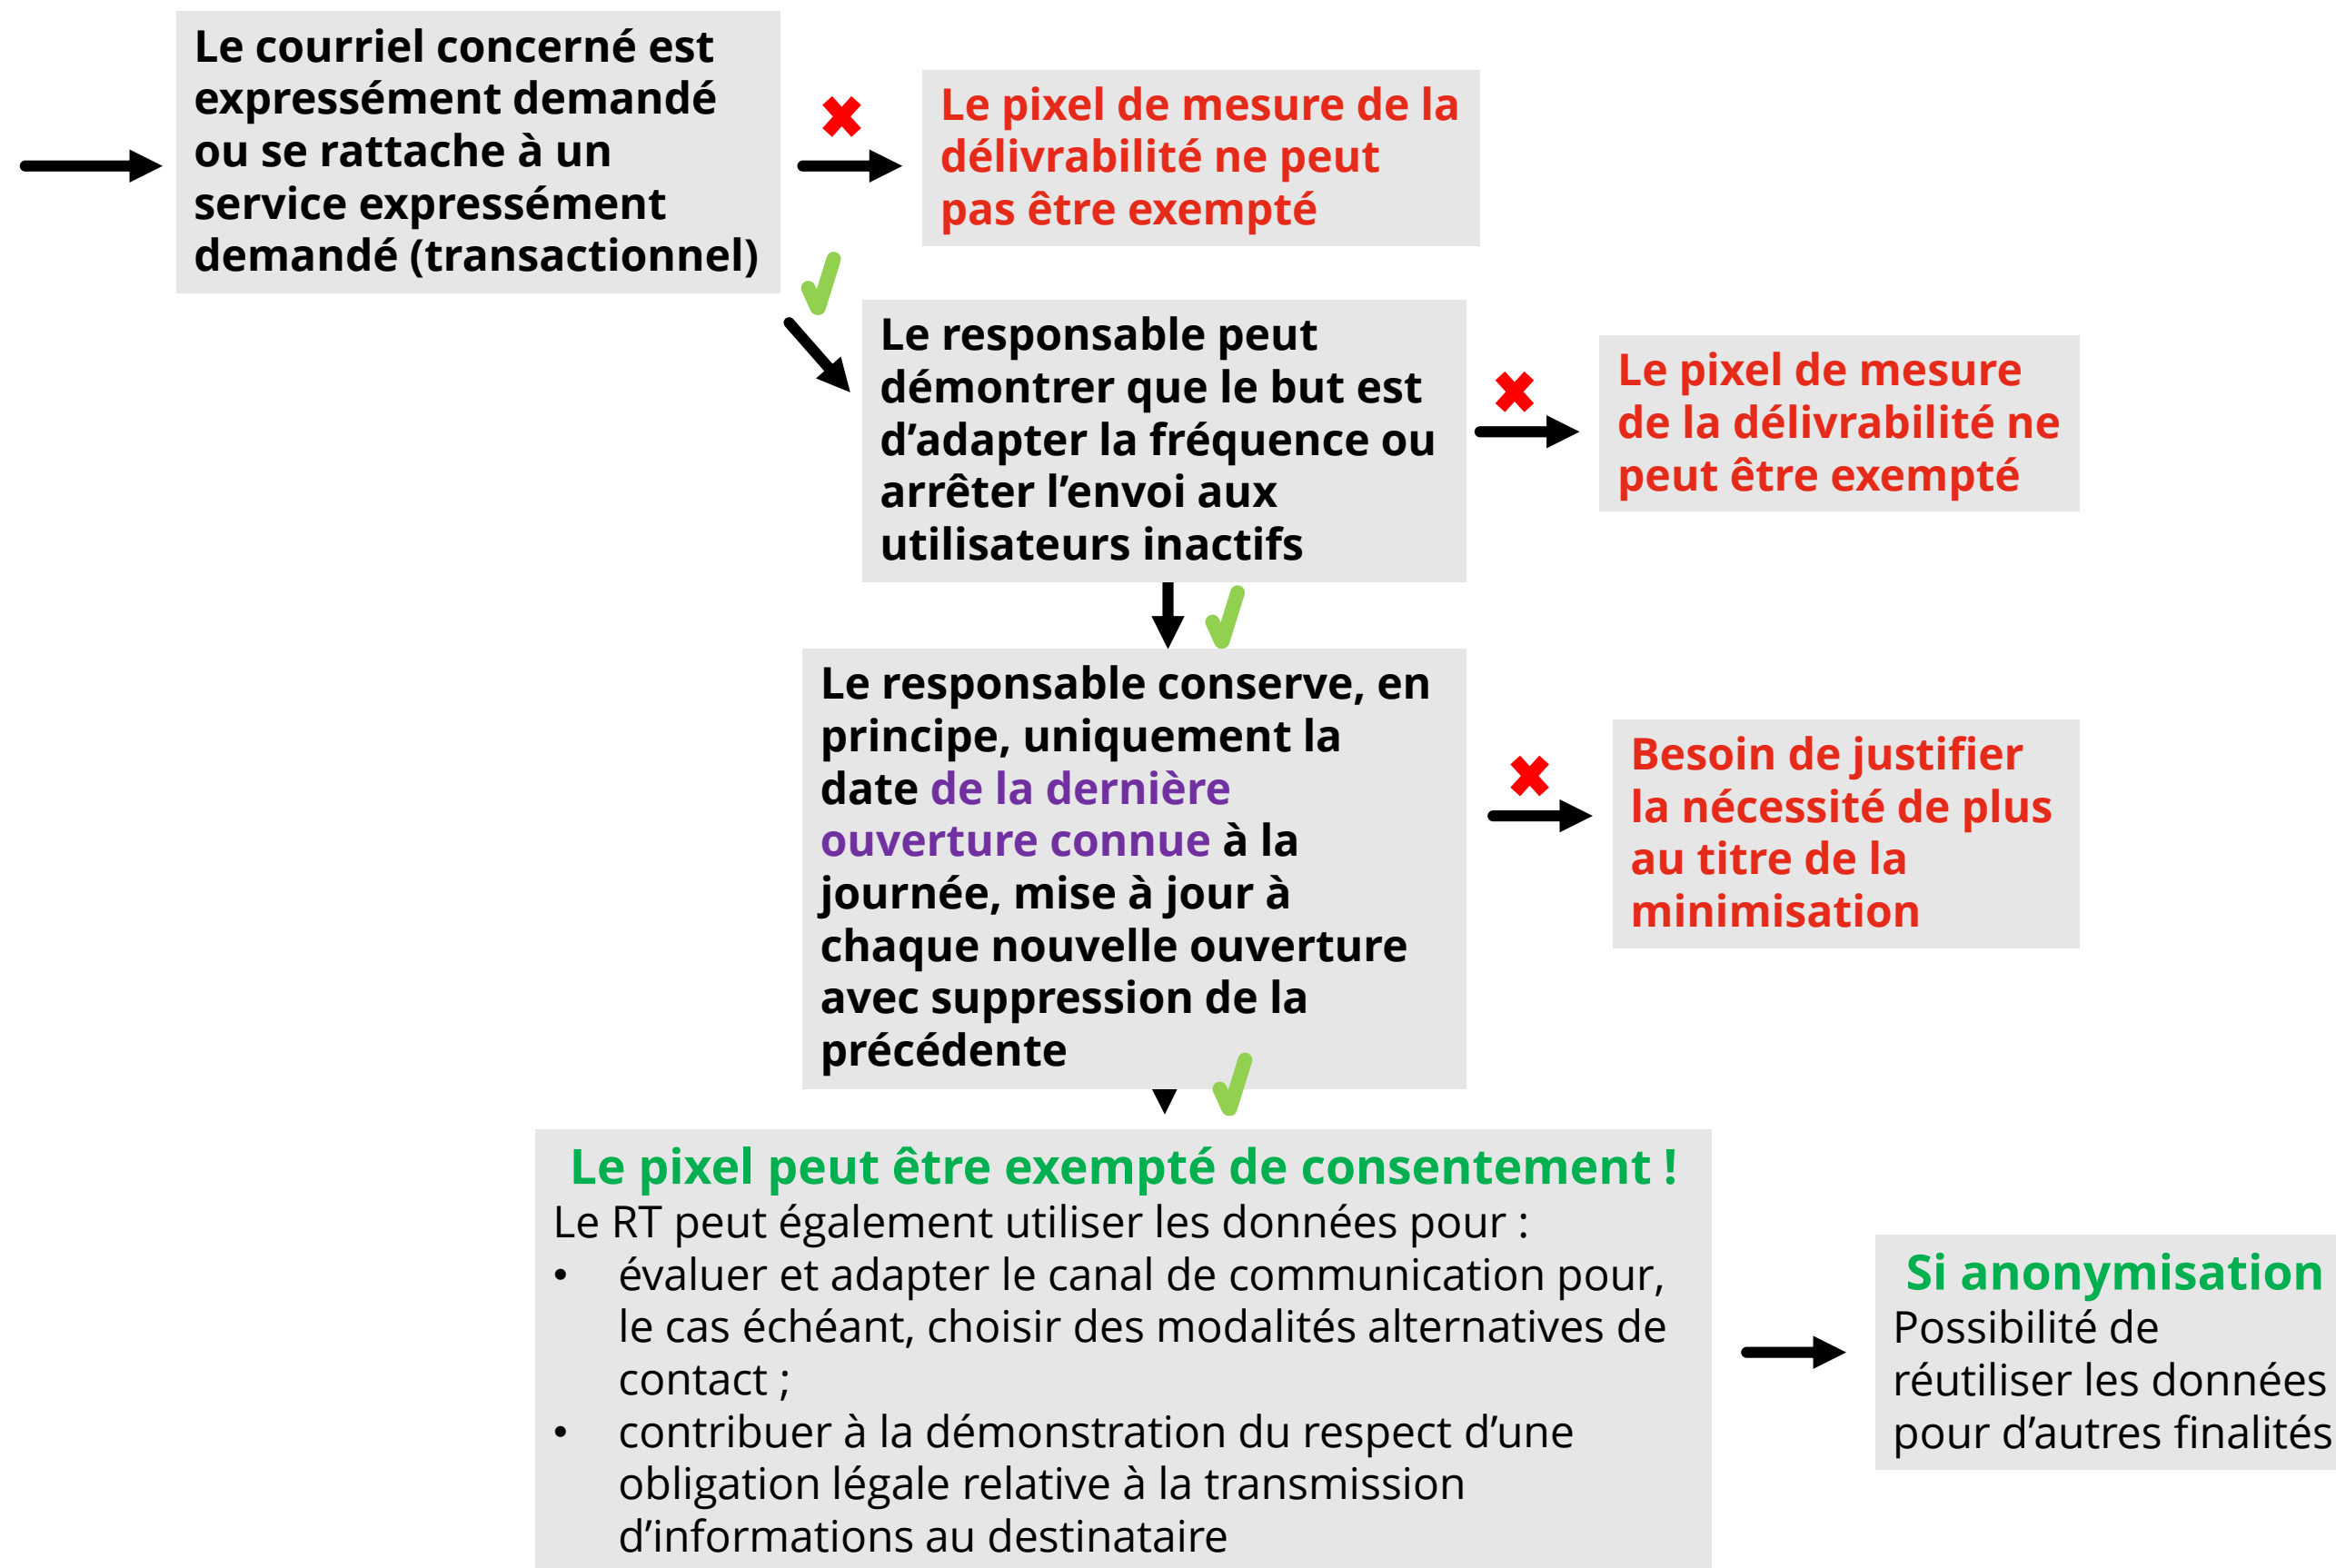 Le courriel concerné est
expressément demandé
ou se rattache à un
service expressément
demandé (transactionnel)
Le pixel de mesure de la
délivrabilité ne peut
pas être exempté
Le responsable peut
démontrer que le but est
d’adapter la fréquence ou
arrêter l’envoi aux
utilisateurs inactifs
Le pixel de mesure
de la délivrabilité ne
peut être exempté
Le responsable conserve, en
principe, uniquement la
date de la dernière
ouverture connue à la
journée, mise à jour à
chaque nouvelle ouverture
avec suppression de la
précédente
Besoin de justifier
la nécessité de plus
au titre de la
minimisation
Le pixel peut être exempté de consentement !
Le RT peut également utiliser les données pour :
• évaluer et adapter le canal de communication pour,
le cas échéant, choisir des modalités alternatives de
contact ;
• contribuer à la démonstration du respect d’une
obligation légale relative à la transmission
d’informations au destinataire
Si anonymisation
Possibilité de
réutiliser les données
pour d’autres finalités